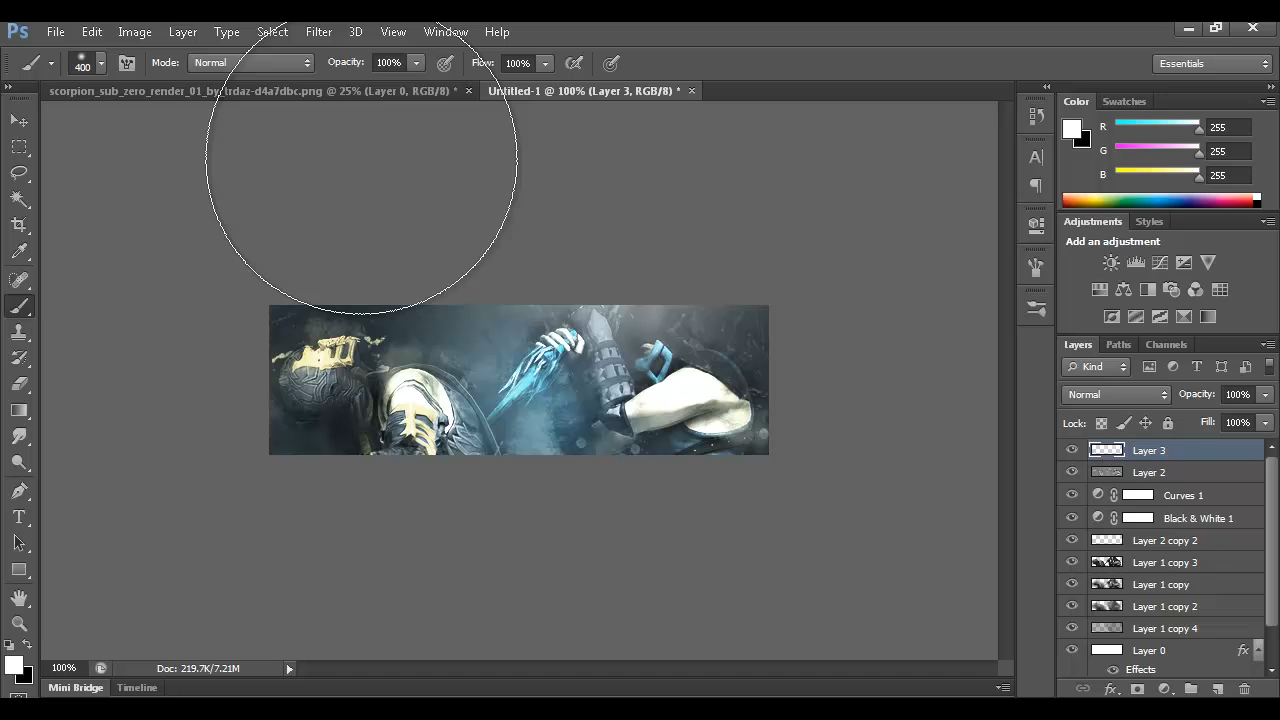 Ps File Edit Image Layer Type Select Filter 3D View Window Help
400 Mode: Normal Opacity: 100% Flow: 100% Essentials
scorpion_sub_zero_render_01_by_trdaz-d4a7dbc.png @ 25% (Layer 0, RGB/8) * × Untitled-1 @ 100% (Layer 3, RGB/8) * ×
Color Swatches
R 255
G 255
B 255
Adjustments Styles
Add an adjustment
Layers Paths Channels
Kind
Normal Opacity: 100%
Lock: Fill: 100%
Layer 3
Layer 2
Curves 1
Black & White 1
Layer 2 copy 2
Layer 1 copy 3
Layer 1 copy
Layer 1 copy 2
Layer 1 copy 4
Layer 0 fx
Effects
100% Doc: 219.7K/7.21M
Mini Bridge Timeline